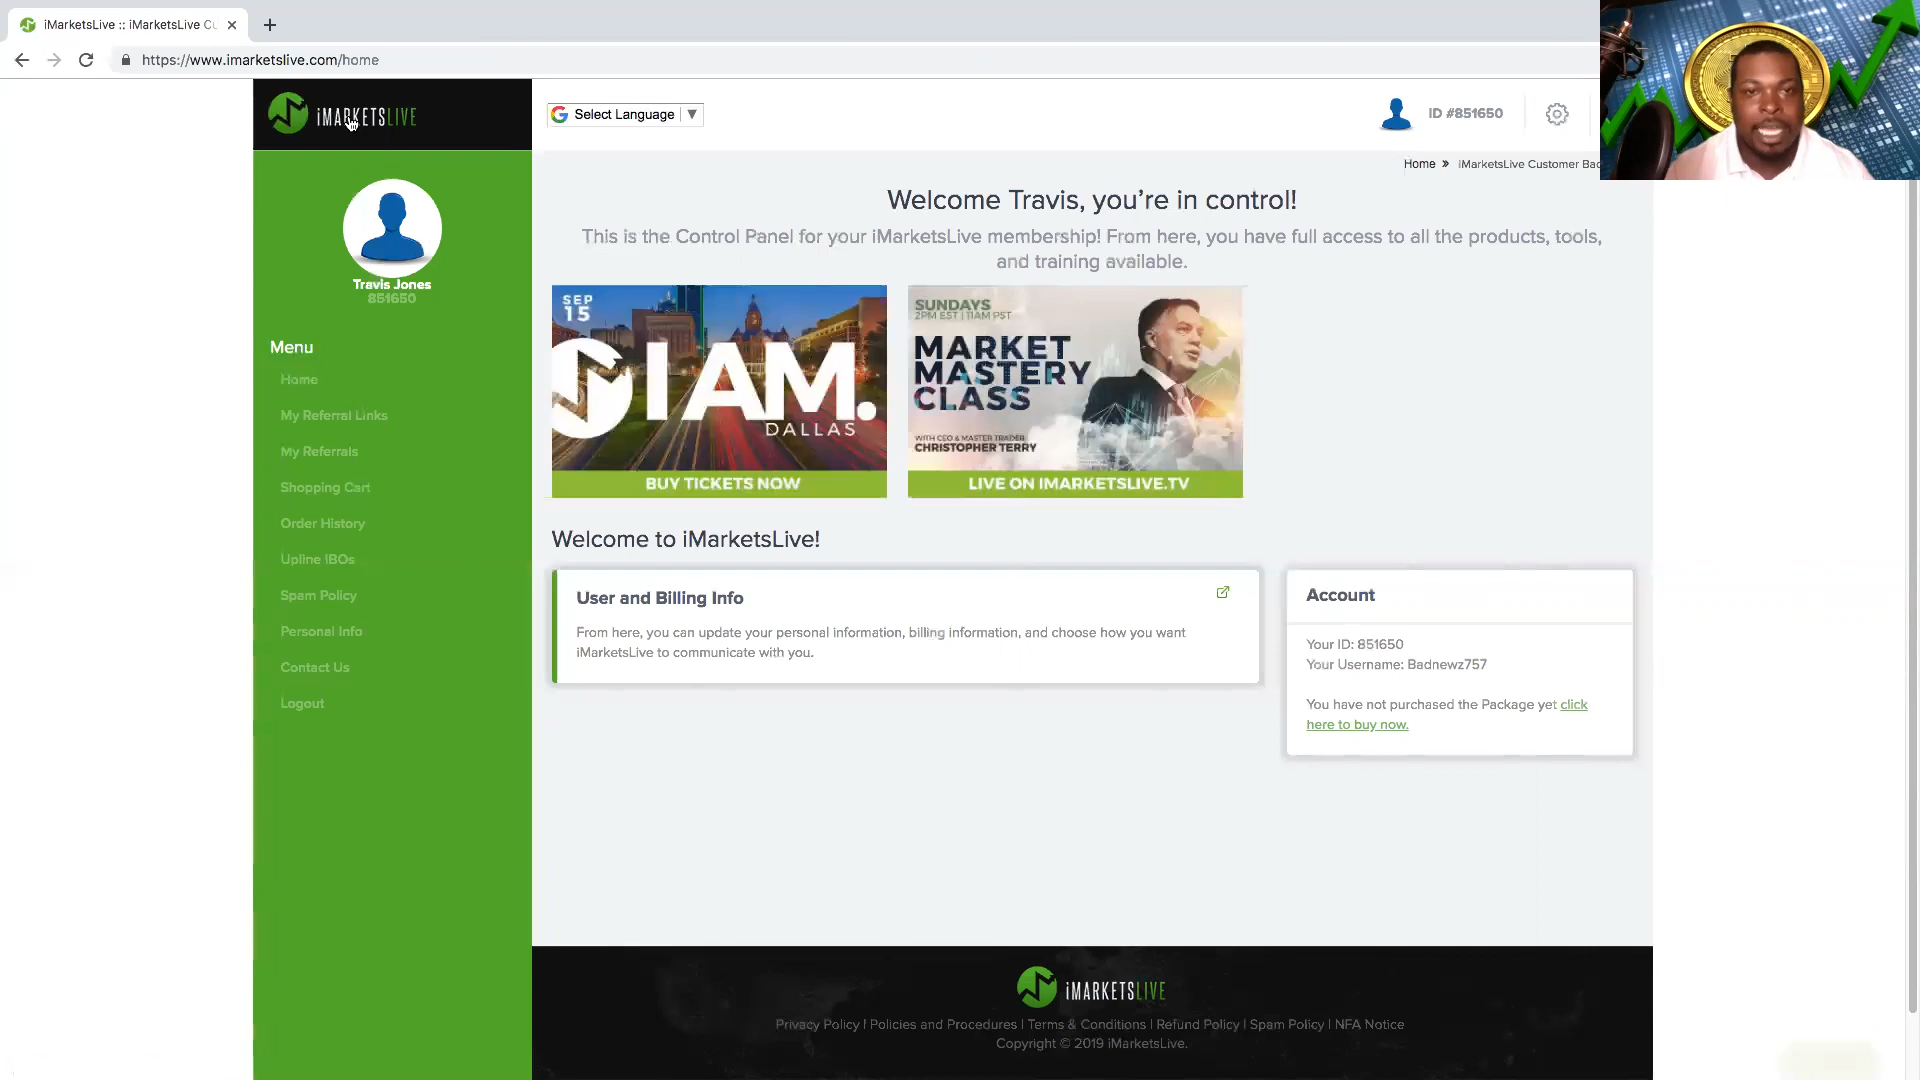 iMarketsLive :: iMarketsLive Cu
https://www.imarketslive.com/home
iMARKETSLIVE
Select Language
ID #851650
Home » iMarketsLive Customer Bac
Travis Jones
851650
Menu
Home
My Referral Links
My Referrals
Shopping Cart
Order History
Upline IBOs
Spam Policy
Personal Info
Contact Us
Logout
Welcome Travis, you're in control!
This is the Control Panel for your iMarketsLive membership! From here, you have full access to all the products, tools,
and training available.
SEP
15
I AM.
DALLAS
BUY TICKETS NOW
SUNDAYS
2PM EST | 11AM PST
MARKET
MASTERY
CLASS
WITH CEO & MASTER TRADER
CHRISTOPHER TERRY
LIVE ON IMARKETSLIVE.TV
Welcome to iMarketsLive!
User and Billing Info
From here, you can update your personal information, billing information, and choose how you want
iMarketsLive to communicate with you.
Account
Your ID: 851650
Your Username: Badnewz757
You have not purchased the Package yet click
here to buy now.
iMARKETSLIVE
Privacy Policy | Policies and Procedures | Terms & Conditions | Refund Policy | Spam Policy | NFA Notice
Copyright © 2019 iMarketsLive.